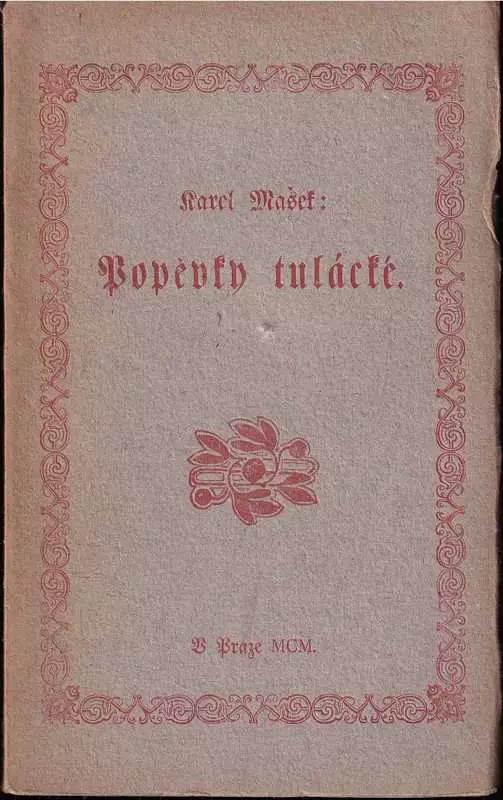 Karel Mašek:
Popěvky tulácké.
V Praze MCM.